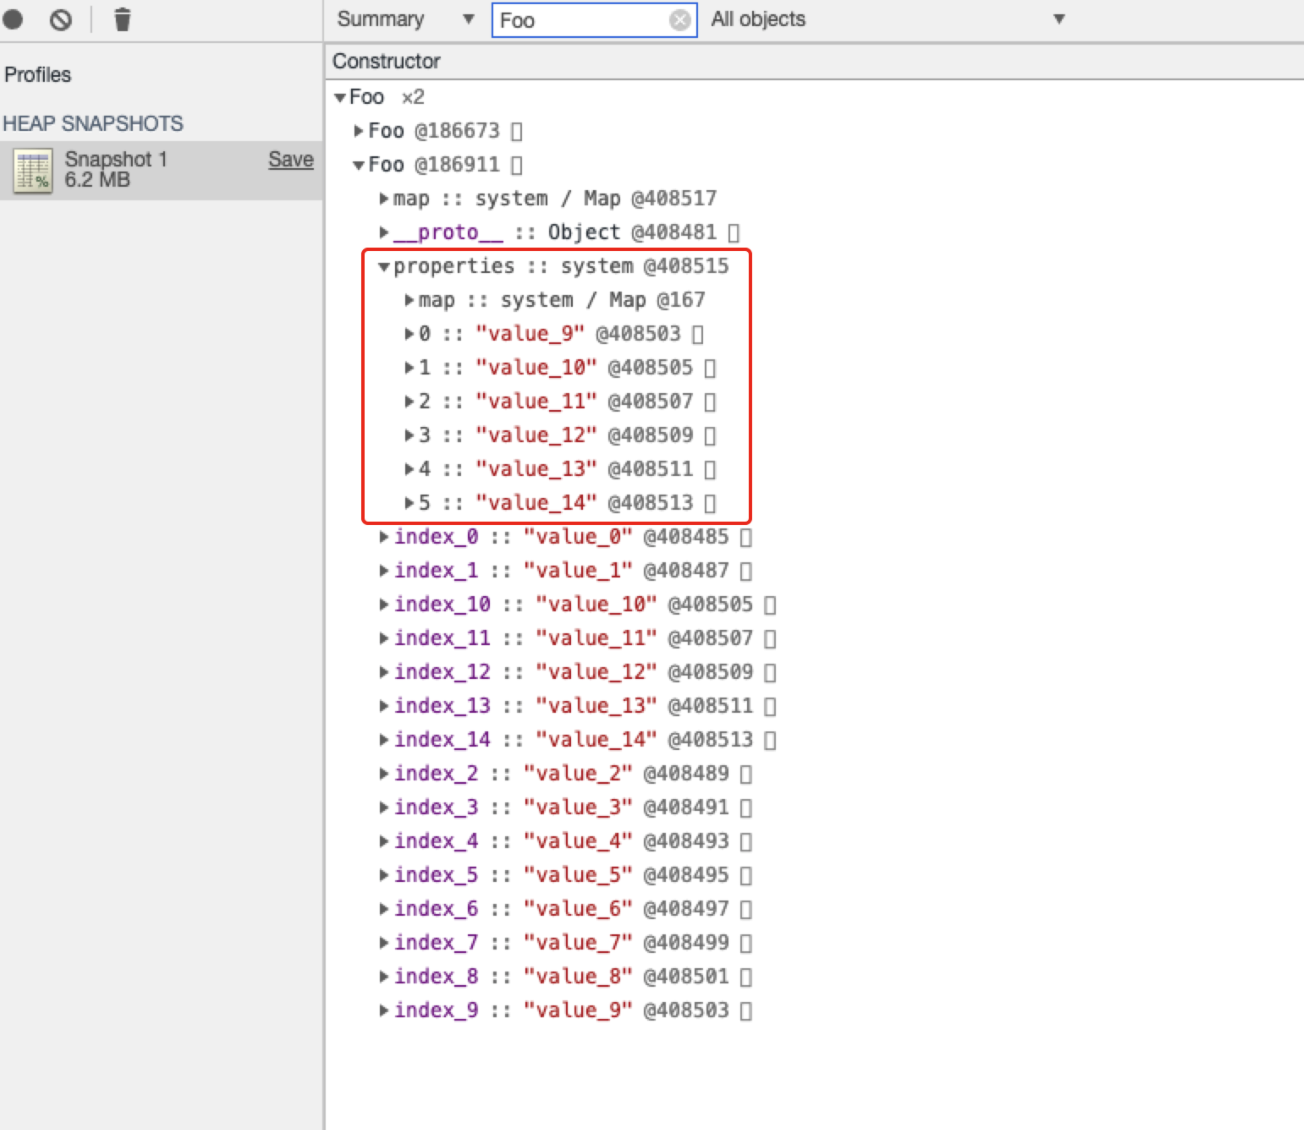 Summary Foo All objects
Profiles
HEAP SNAPSHOTS
Snapshot 1 Save
6.2 MB
Constructor
Foo ×2
Foo @186673
Foo @186911
map :: system / Map @408517
__proto__ :: Object @408481
properties :: system @408515
map :: system / Map @167
0 :: "value_9" @408503
1 :: "value_10" @408505
2 :: "value_11" @408507
3 :: "value_12" @408509
4 :: "value_13" @408511
5 :: "value_14" @408513
index_0 :: "value_0" @408485
index_1 :: "value_1" @408487
index_10 :: "value_10" @408505
index_11 :: "value_11" @408507
index_12 :: "value_12" @408509
index_13 :: "value_13" @408511
index_14 :: "value_14" @408513
index_2 :: "value_2" @408489
index_3 :: "value_3" @408491
index_4 :: "value_4" @408493
index_5 :: "value_5" @408495
index_6 :: "value_6" @408497
index_7 :: "value_7" @408499
index_8 :: "value_8" @408501
index_9 :: "value_9" @408503